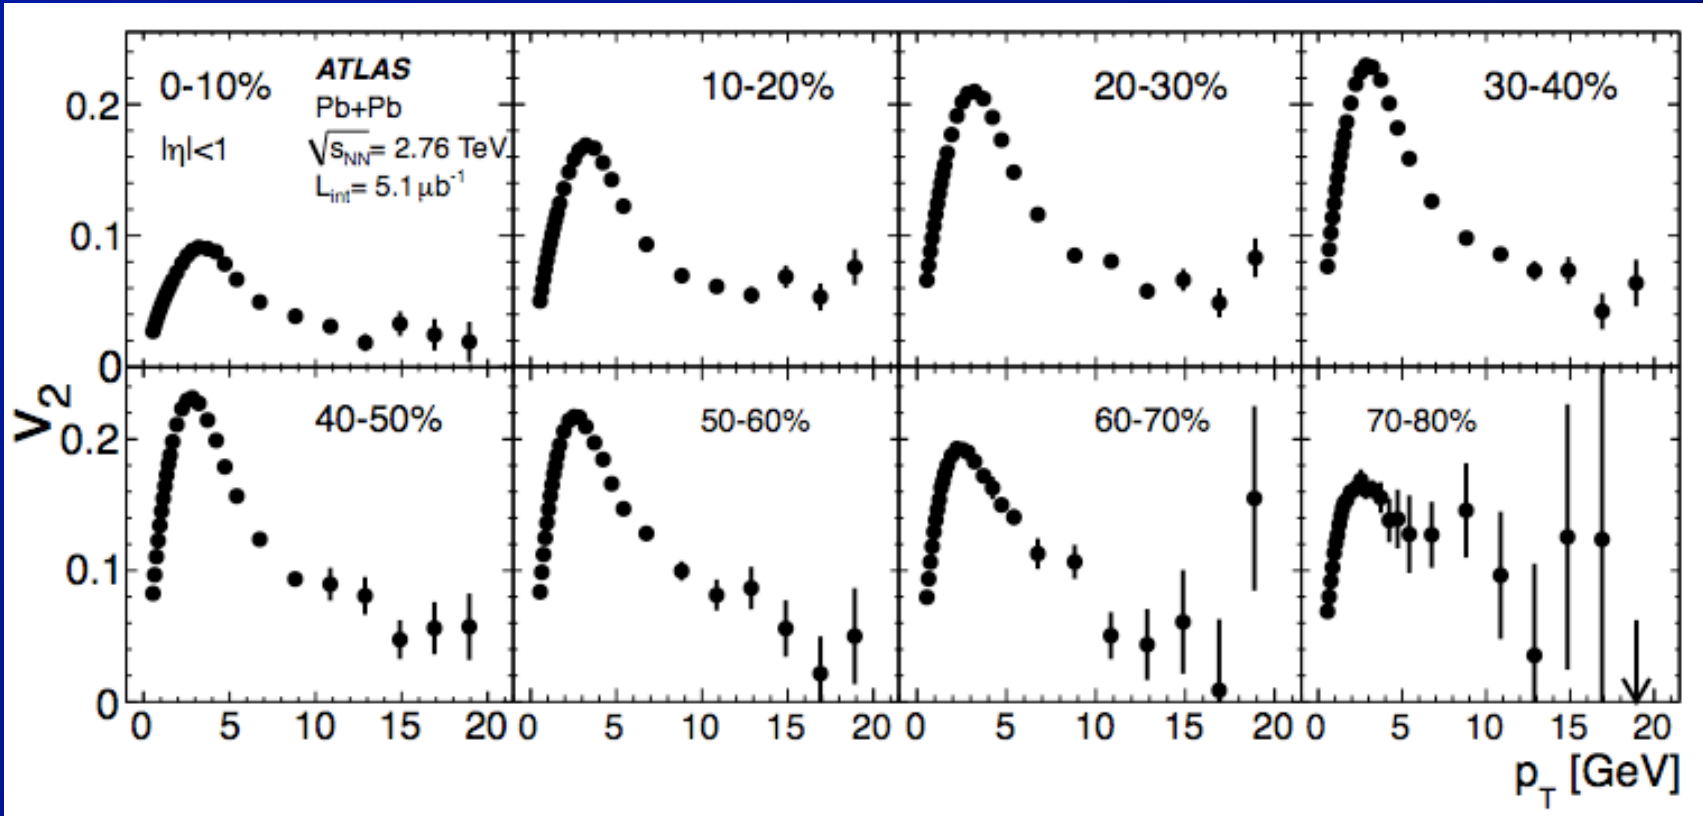 0-10%
ATLAS
Pb+Pb
|η|<1
√sNN= 2.76 TeV
Lint= 5.1 μb-1
10-20%
20-30%
30-40%
0.2
0.1
0
40-50%
50-60%
60-70%
70-80%
v2
0.2
0.1
0
0 5 10 15 20
0 5 10 15 20
0 5 10 15 20
0 5 10 15 20
pT [GeV]